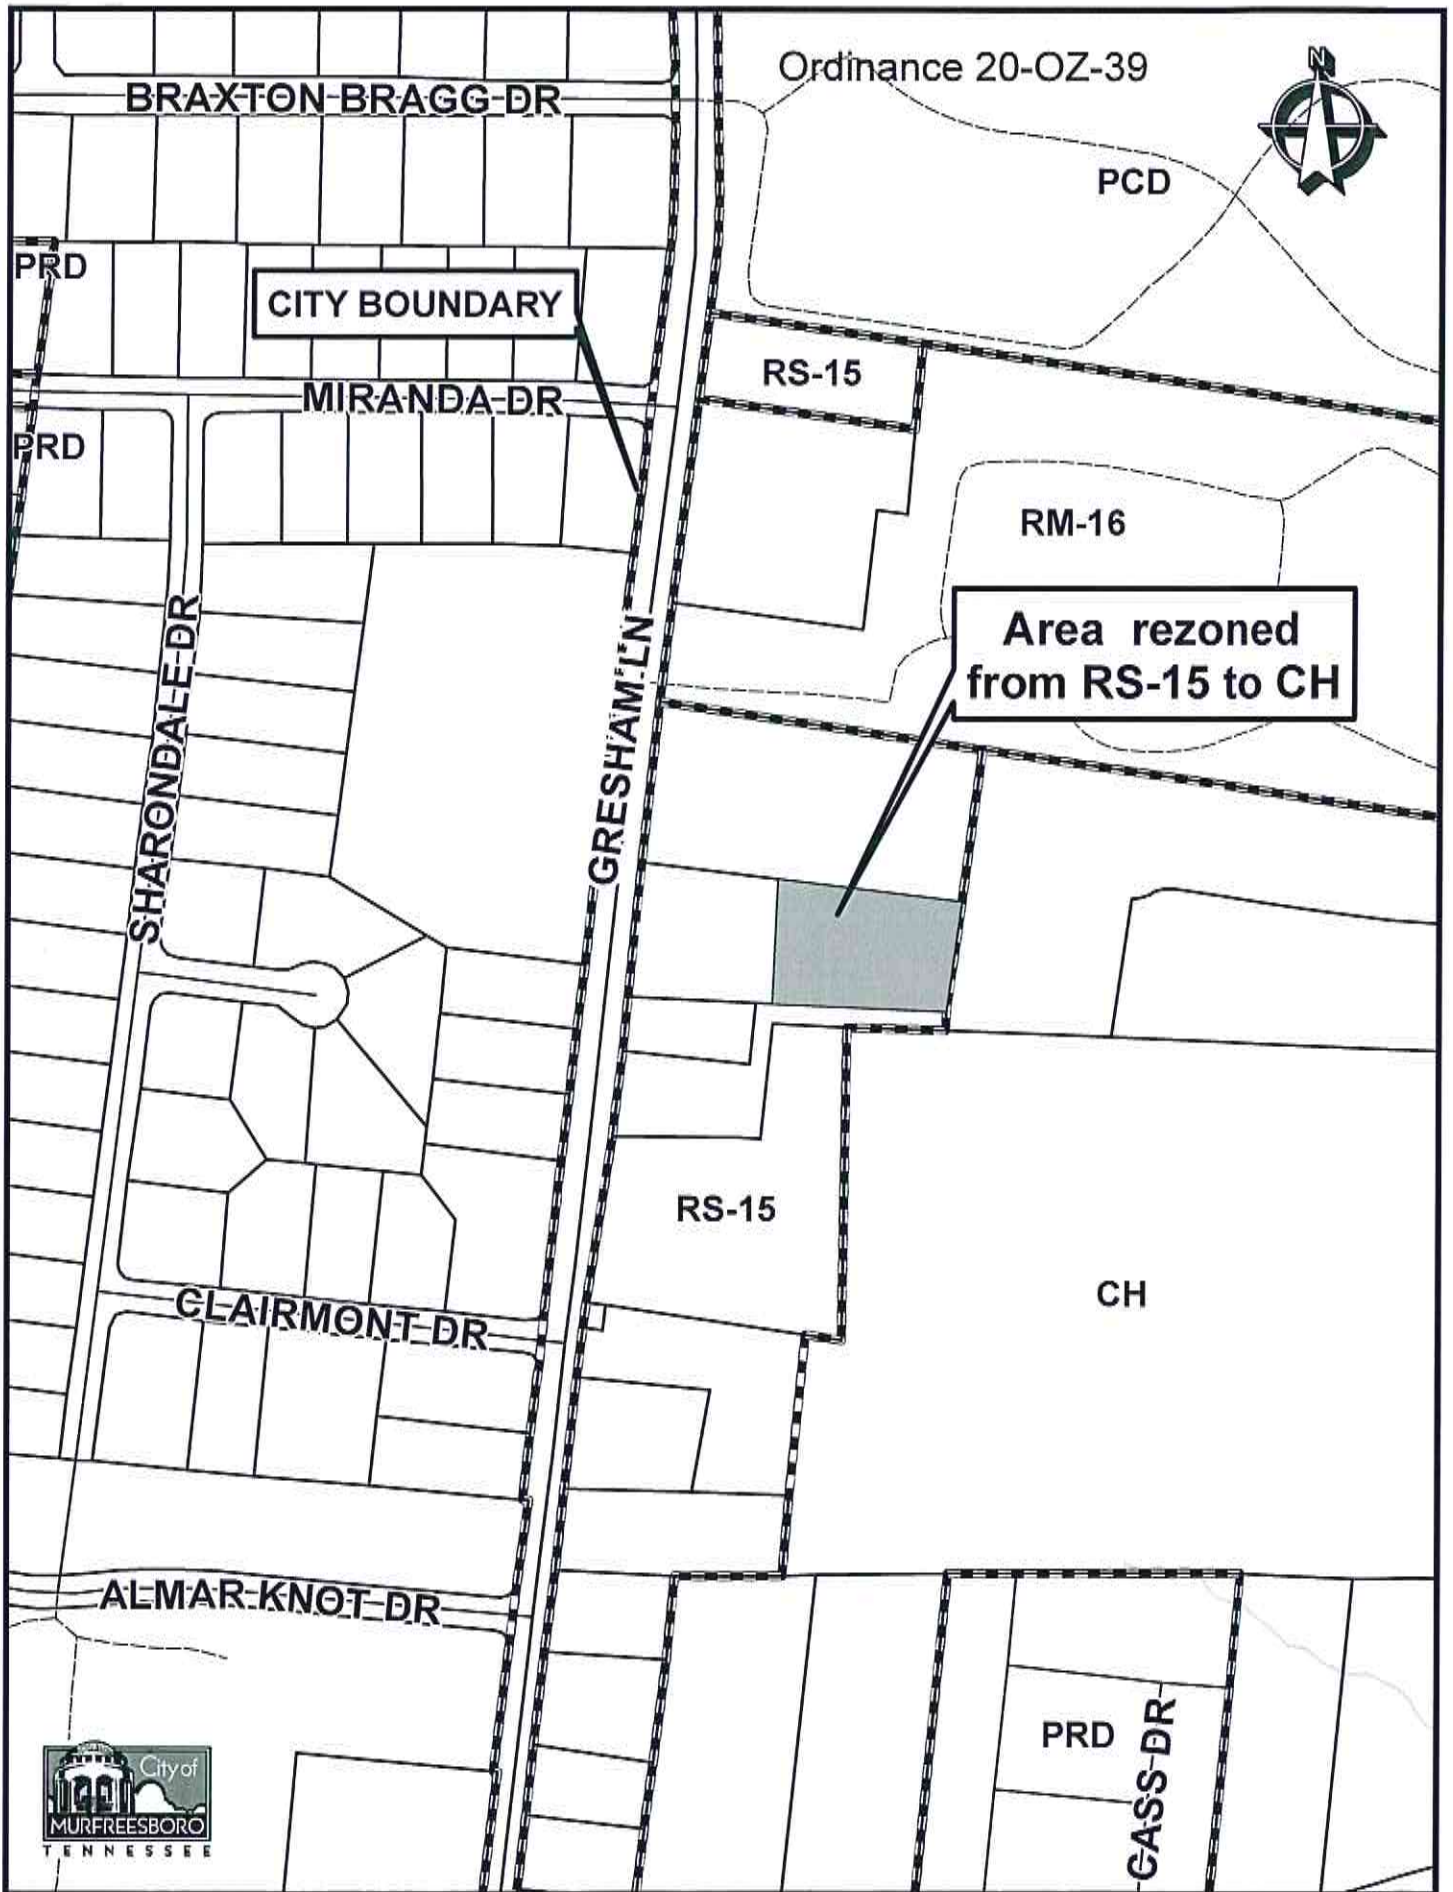 Ordinance 20-OZ-39
N
BRAXTON BRAGG DR
PCD
PRD
CITY BOUNDARY
RS-15
MIRANDA DR
PRD
RM-16
Area rezoned
from RS-15 to CH
SHARONDALE DR
GRESHAM LN
RS-15
CH
CLAIRMONT DR
ALMAR KNOT DR
PRD
CASS DR
City of
MURFREESBORO
TENNESSEE